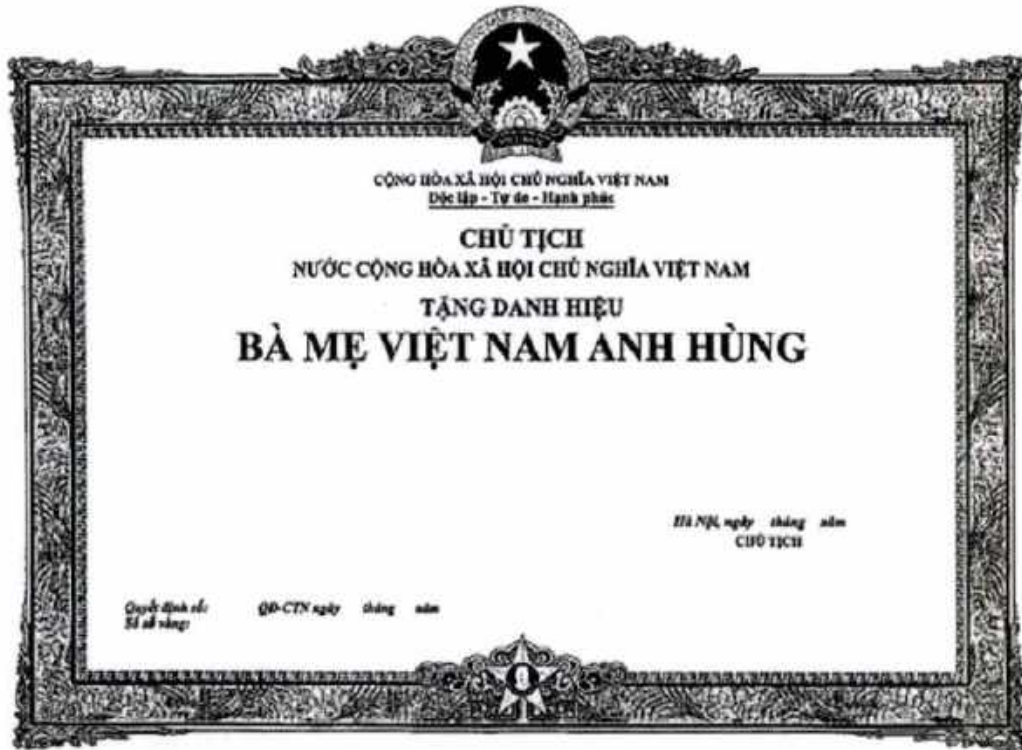 CỘNG HÒA XÃ HỘI CHỦ NGHĨA VIỆT NAM
Độc lập - Tự do - Hạnh phúc
CHỦ TỊCH
NƯỚC CỘNG HÒA XÃ HỘI CHỦ NGHĨA VIỆT NAM
TẶNG DANH HIỆU
BÀ MẸ VIỆT NAM ANH HÙNG
Hà Nội, ngày tháng năm
CHỦ TỊCH
Quyết định số: QĐ-CTN ngày tháng năm
Số sổ vàng: